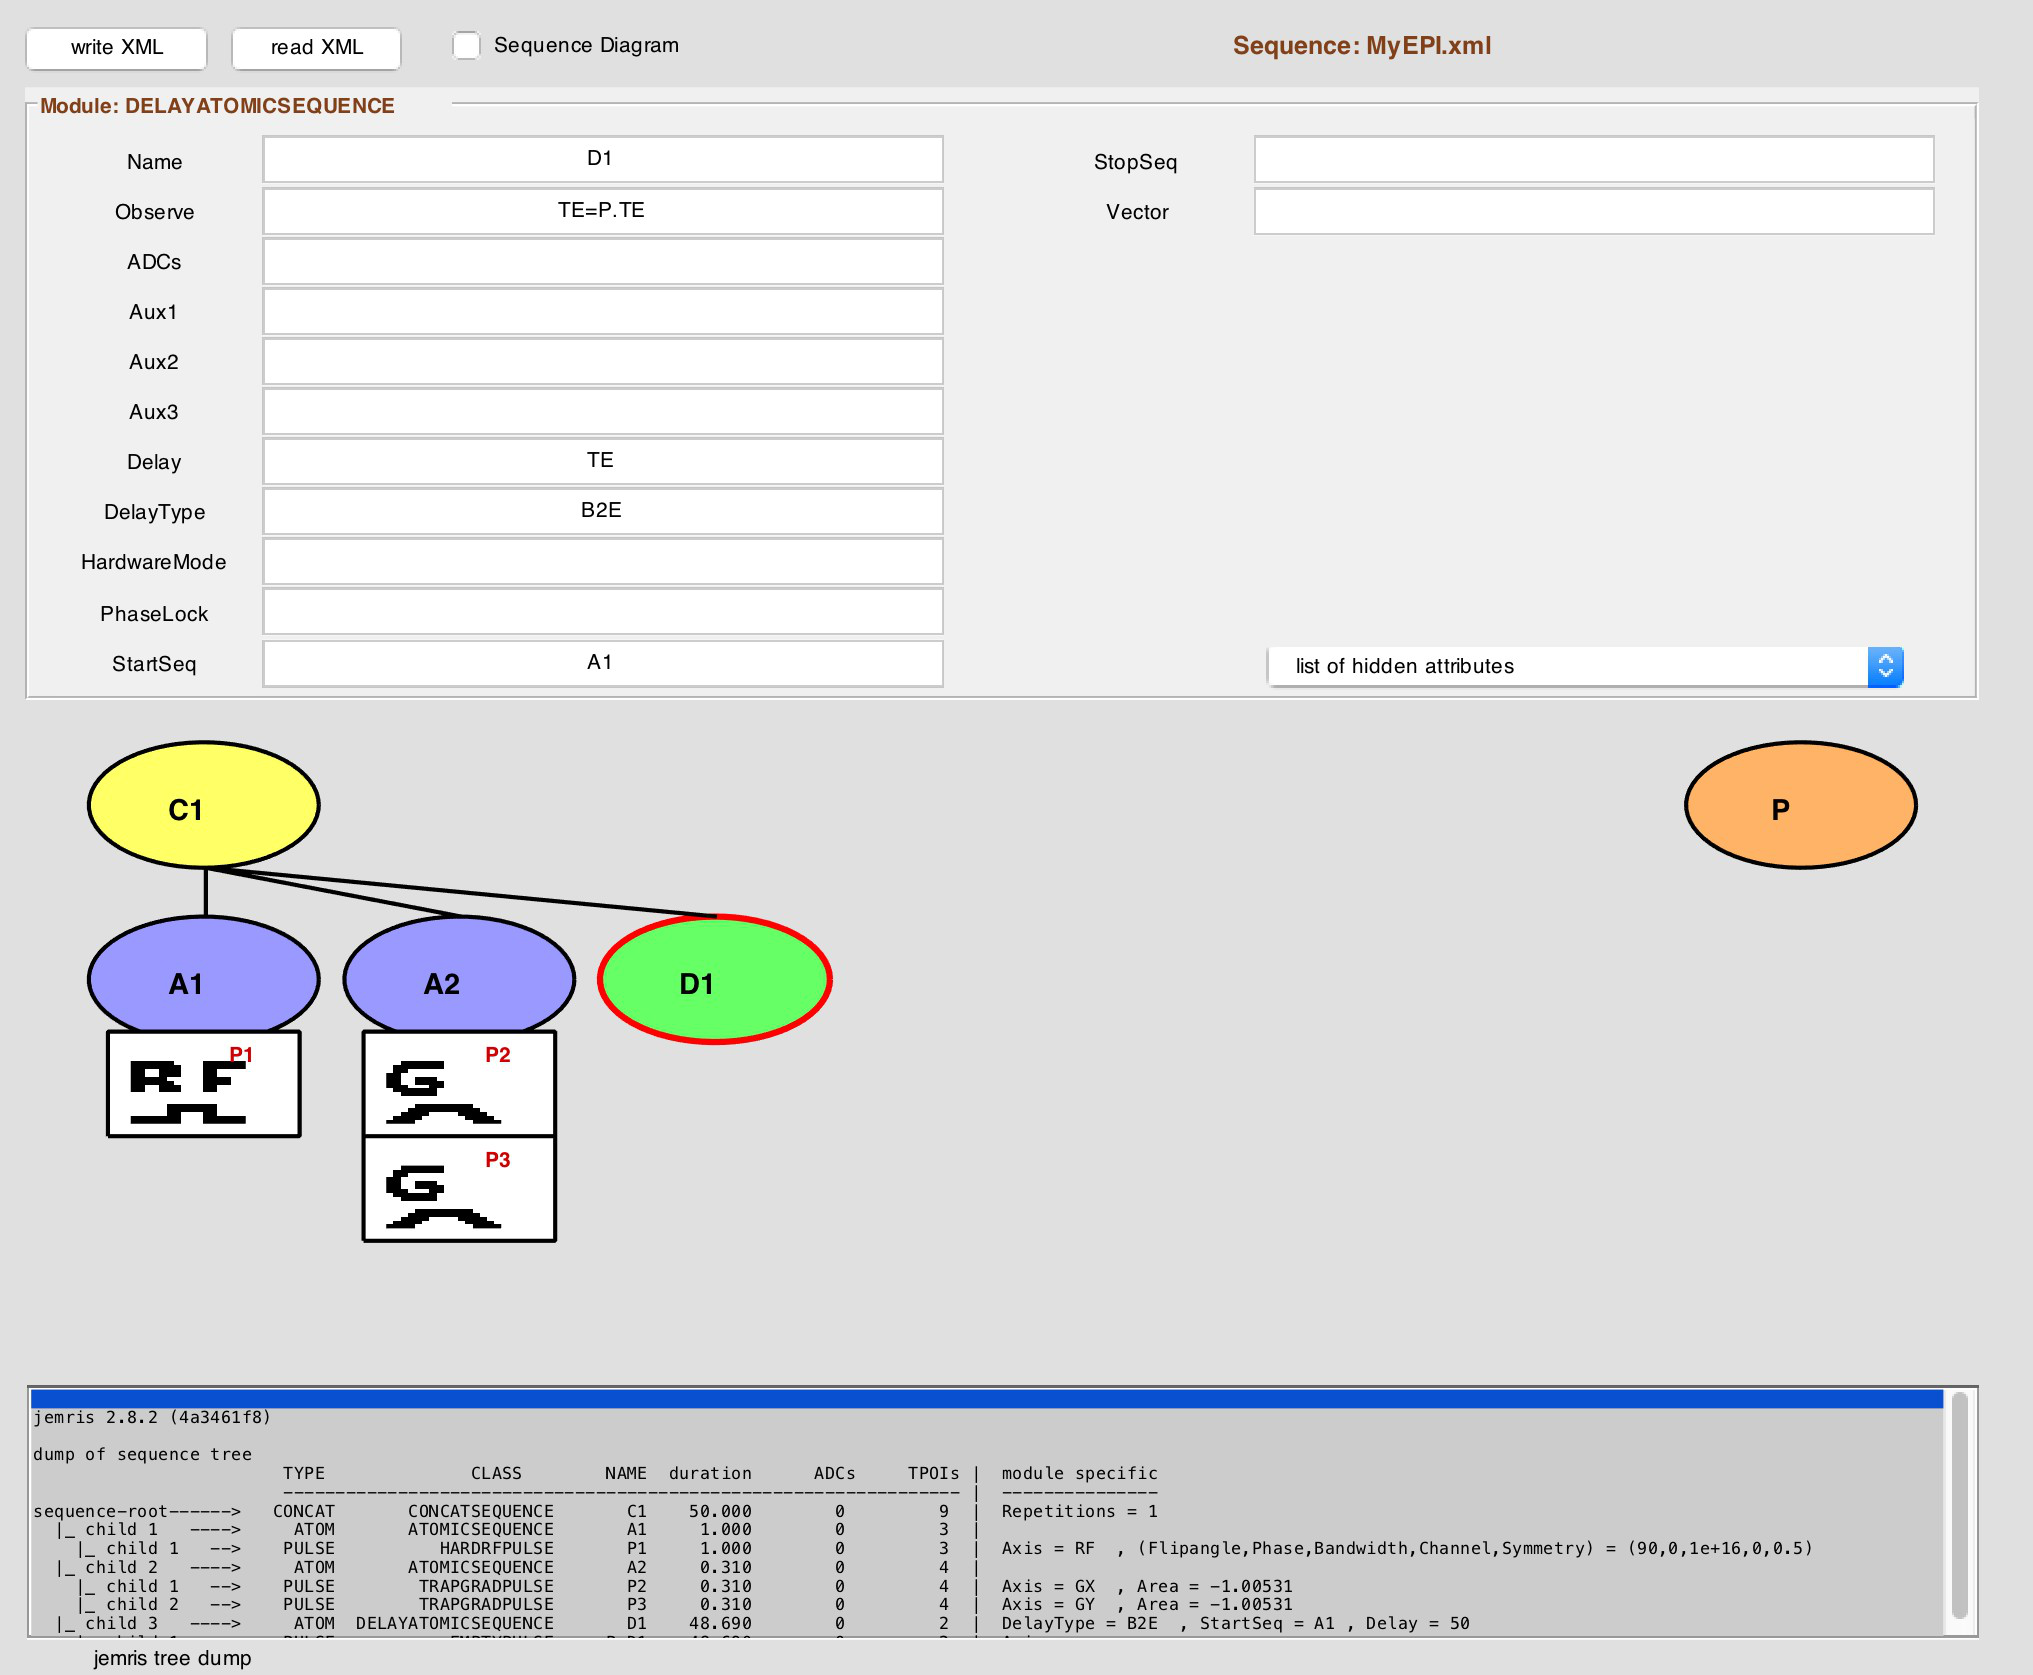 write XML read XML Sequence Diagram Sequence: MyEPI.xml
Module: DELAYATOMICSEQUENCE
Name D1 StopSeq
Observe TE=P.TE Vector
ADCs
Aux1
Aux2
Aux3
Delay TE
DelayType B2E
HardwareMode
PhaseLock
StartSeq A1 list of hidden attributes
C1 P
A1 A2 D1
RF P1 G P2
G P3
jemris 2.8.2 (4a3461f8)
dump of sequence tree
TYPE CLASS NAME duration ADCs TPOIs | module specific
----------------------------------------------------------------- | ---------------
sequence-root------> CONCAT CONCATSEQUENCE C1 50.000 0 9 | Repetitions = 1
|_ child 1 ----> ATOM ATOMICSEQUENCE A1 1.000 0 3 |
|_ child 1 --> PULSE HARDRFPULSE P1 1.000 0 3 | Axis = RF , (Flipangle,Phase,Bandwidth,Channel,Symmetry) = (90,0,1e+16,0,0.5)
|_ child 2 ----> ATOM ATOMICSEQUENCE A2 0.310 0 4 |
|_ child 1 --> PULSE TRAPGRADPULSE P2 0.310 0 4 | Axis = GX , Area = -1.00531
|_ child 2 --> PULSE TRAPGRADPULSE P3 0.310 0 4 | Axis = GY , Area = -1.00531
|_ child 3 ----> ATOM DELAYATOMICSEQUENCE D1 48.690 0 2 | DelayType = B2E , StartSeq = A1 , Delay = 50
jemris tree dump